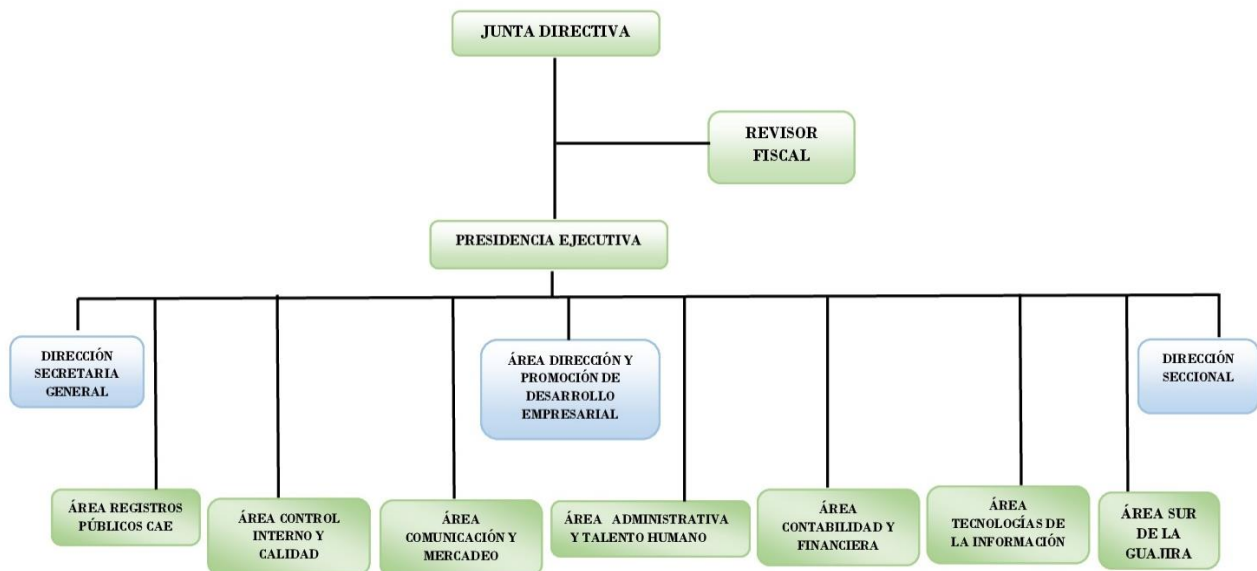 JUNTA DIRECTIVA
REVISOR
FISCAL
PRESIDENCIA EJECUTIVA
DIRECCIÓN
SECRETARIA
GENERAL
ÁREA DIRECCIÓN Y
PROMOCIÓN DE
DESARROLLO
EMPRESARIAL
DIRECCIÓN
SECCIONAL
ÁREA REGISTROS
PÚBLICOS CAE
ÁREA CONTROL
INTERNO Y
CALIDAD
ÁREA
COMUNICACIÓN Y
MERCADEO
ÁREA ADMINISTRATIVA
Y TALENTO HUMANO
ÁREA
CONTABILIDAD Y
FINANCIERA
ÁREA
TECNOLOGÍAS DE
LA INFORMACIÓN
ÁREA SUR
DE LA
GUAJIRA